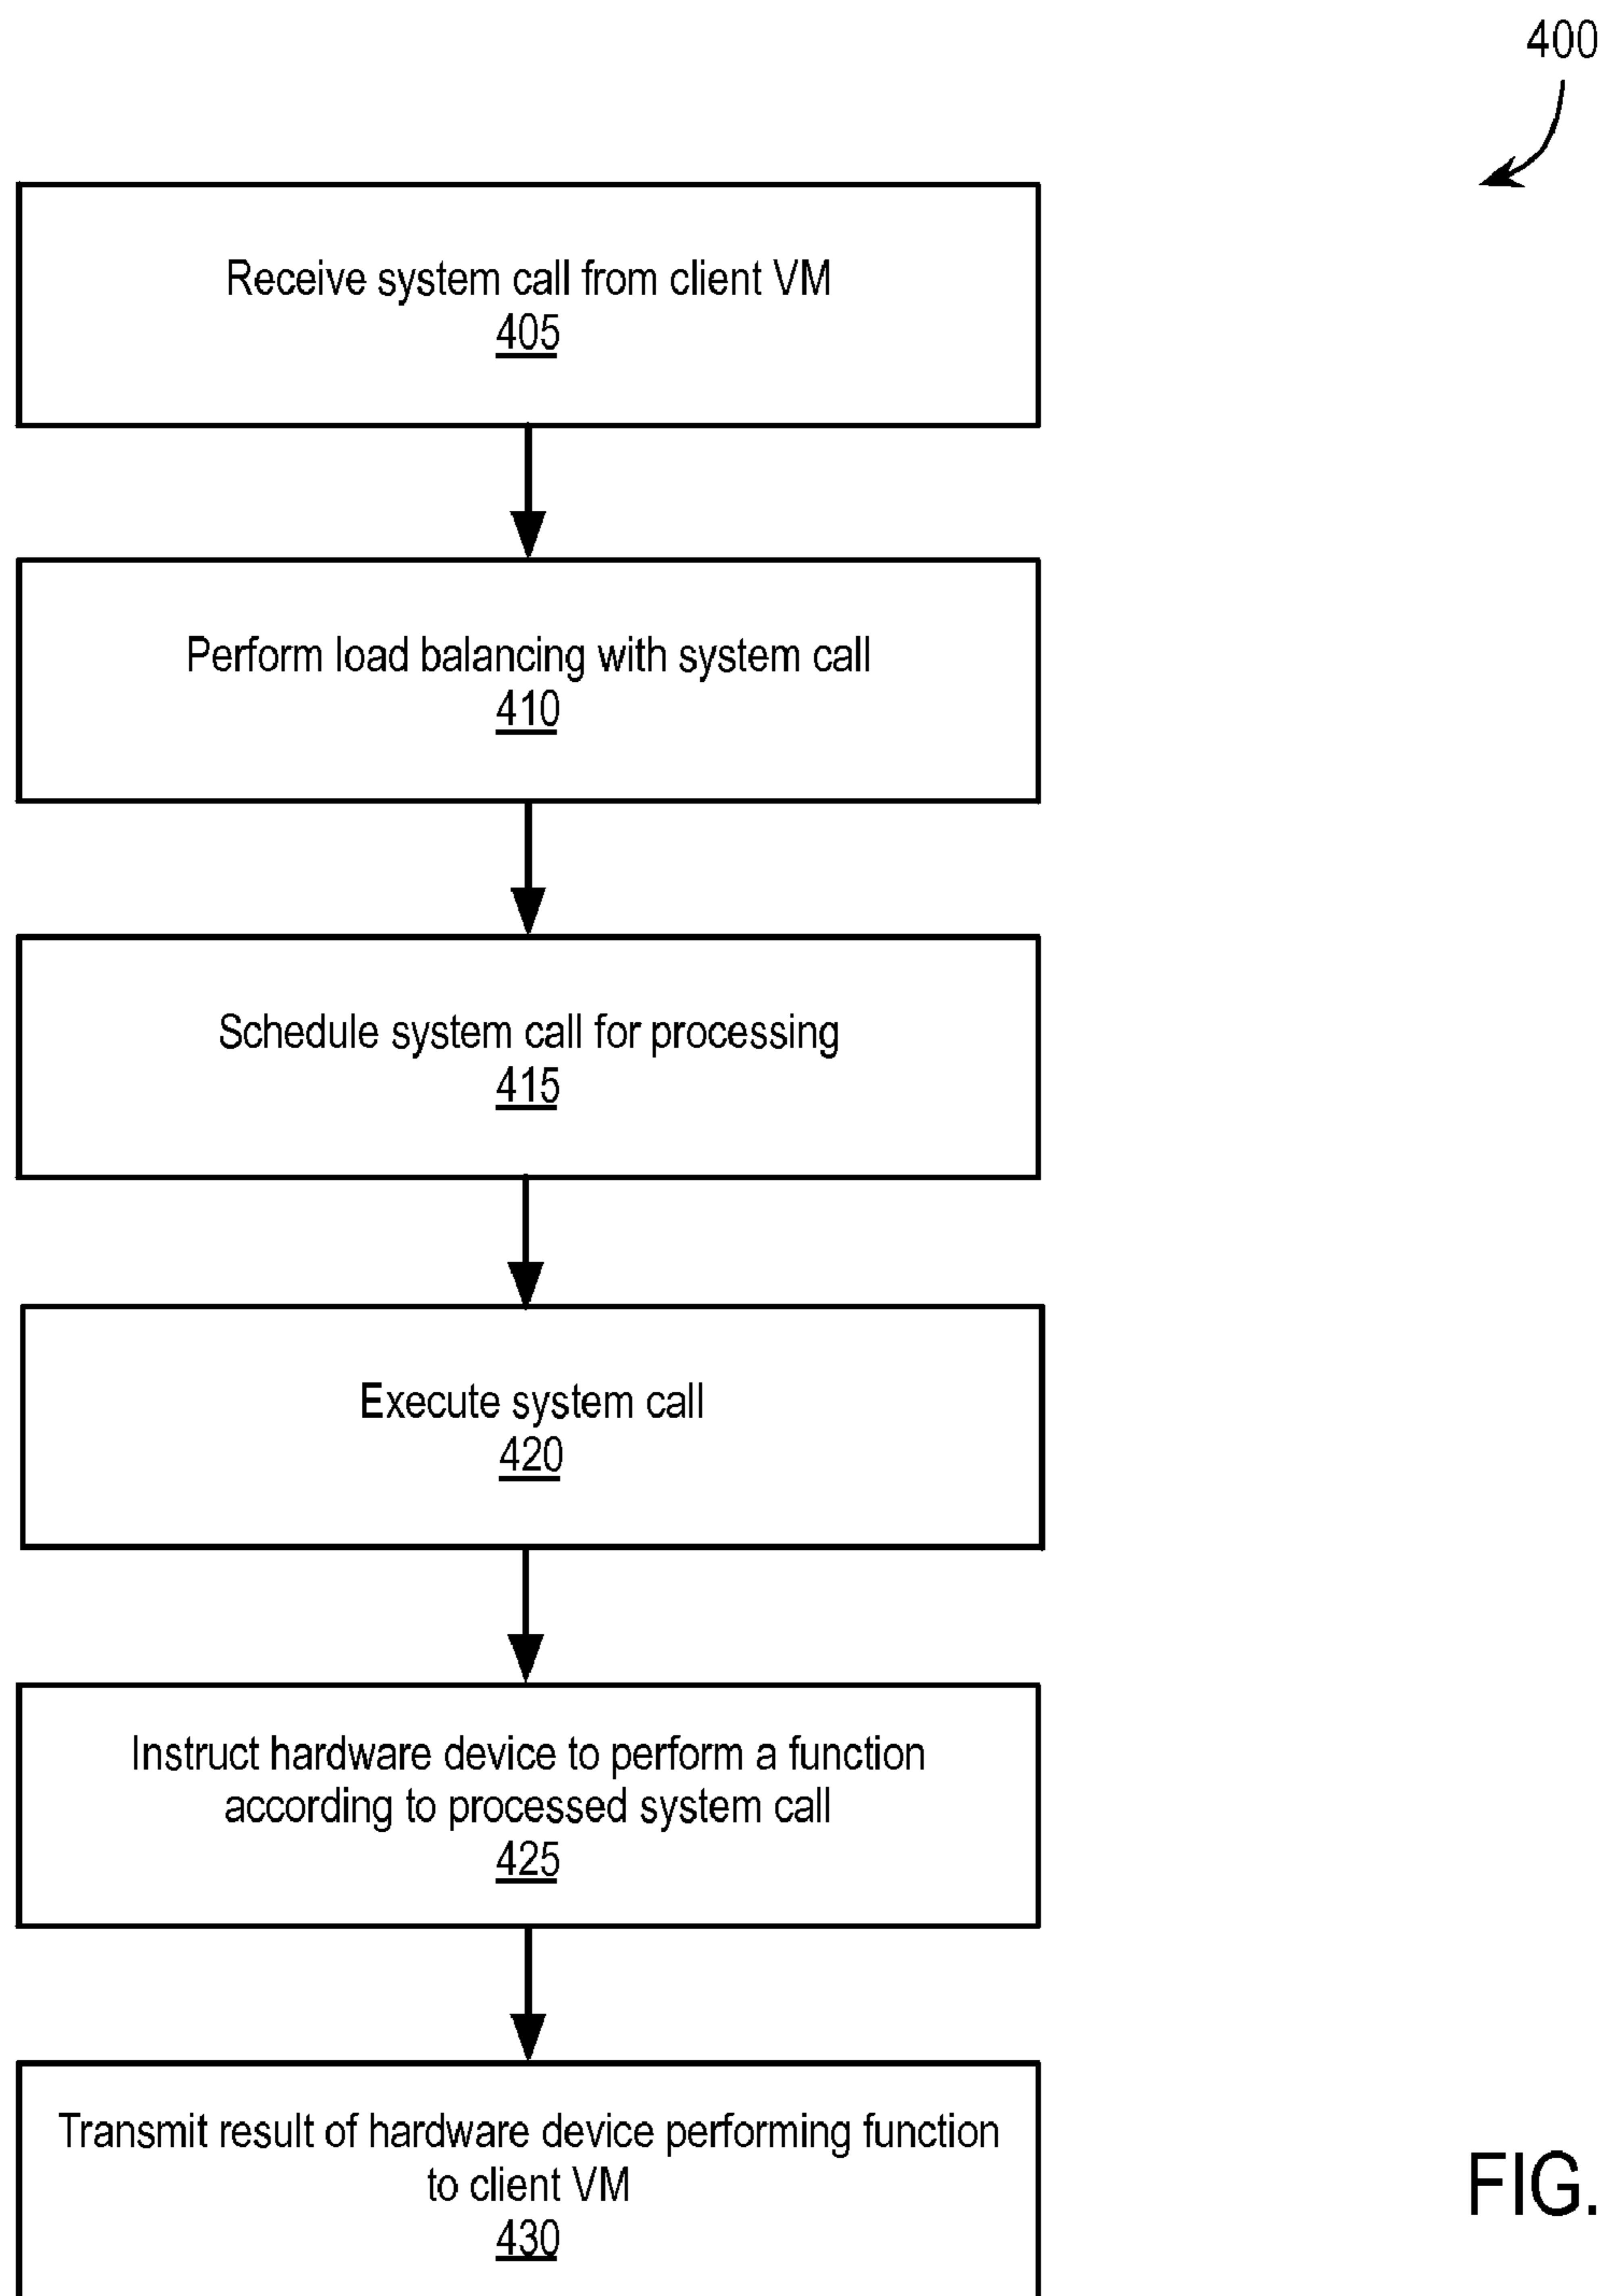 400
Receive system call from client VM
405
Perform load balancing with system call
410
Schedule system call for processing
415
Execute system call
420
Instruct hardware device to perform a function
according to processed system call
425
Transmit result of hardware device performing function
to client VM
430
FIG.